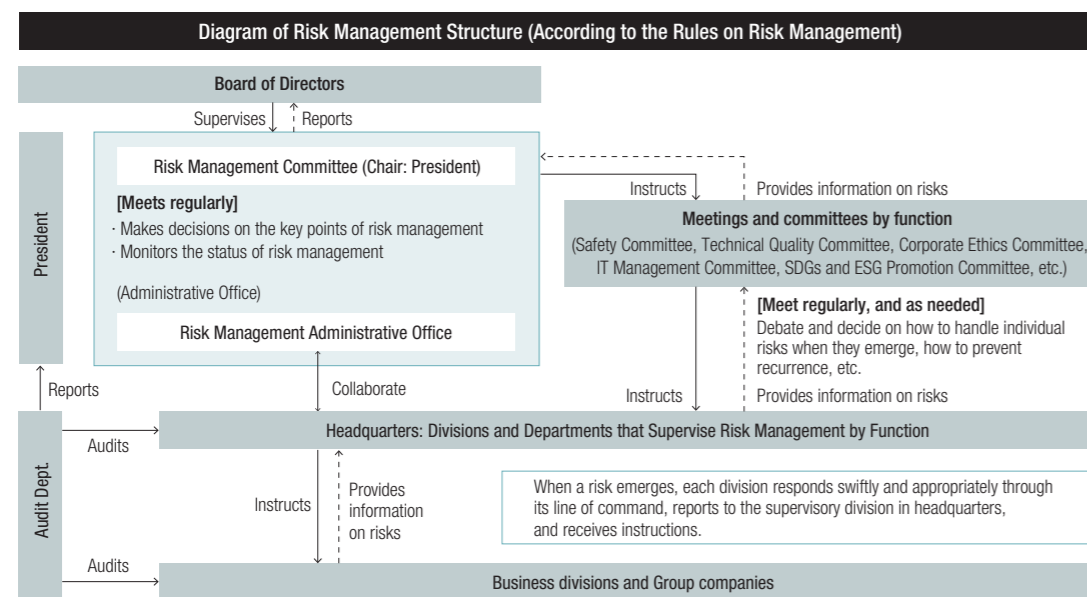 Diagram of Risk Management Structure (According to the Rules on Risk Management)
Board of Directors
Supervises
Reports
President
Risk Management Committee (Chair: President)
[Meets regularly]
· Makes decisions on the key points of risk management
· Monitors the status of risk management
(Administrative Office)
Risk Management Administrative Office
Instructs
Provides information on risks
Meetings and committees by function
(Safety Committee, Technical Quality Committee, Corporate Ethics Committee,
IT Management Committee, SDGs and ESG Promotion Committee, etc.)
[Meet regularly, and as needed]
Debate and decide on how to handle individual
risks when they emerge, how to prevent
recurrence, etc.
Reports
Collaborate
Instructs
Provides information on risks
Audit Dept.
Audits
Headquarters: Divisions and Departments that Supervise Risk Management by Function
Instructs
Provides
information
on risks
When a risk emerges, each division responds swiftly and appropriately through
its line of command, reports to the supervisory division in headquarters,
and receives instructions.
Audits
Business divisions and Group companies